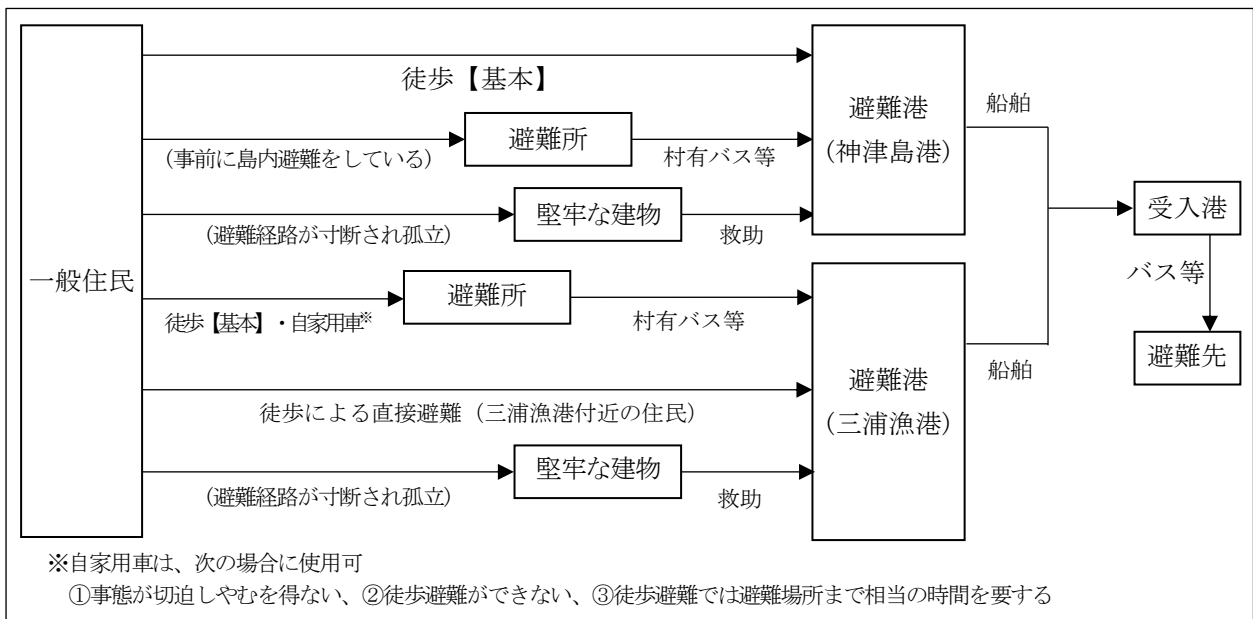 一般住民
徒歩【基本】
(事前に島内避難をしている)
避難所
村有バス等
(避難経路が寸断され孤立)
堅牢な建物
救助
避難港
(神津島港)
船舶
徒歩【基本】・自家用車※
避難所
村有バス等
徒歩による直接避難（三浦漁港付近の住民）
(避難経路が寸断され孤立)
堅牢な建物
救助
避難港
(三浦漁港)
船舶
受入港
バス等
避難先
※自家用車は、次の場合に使用可
①事態が切迫しやむを得ない、②徒歩避難ができない、③徒歩避難では避難場所まで相当の時間を要する